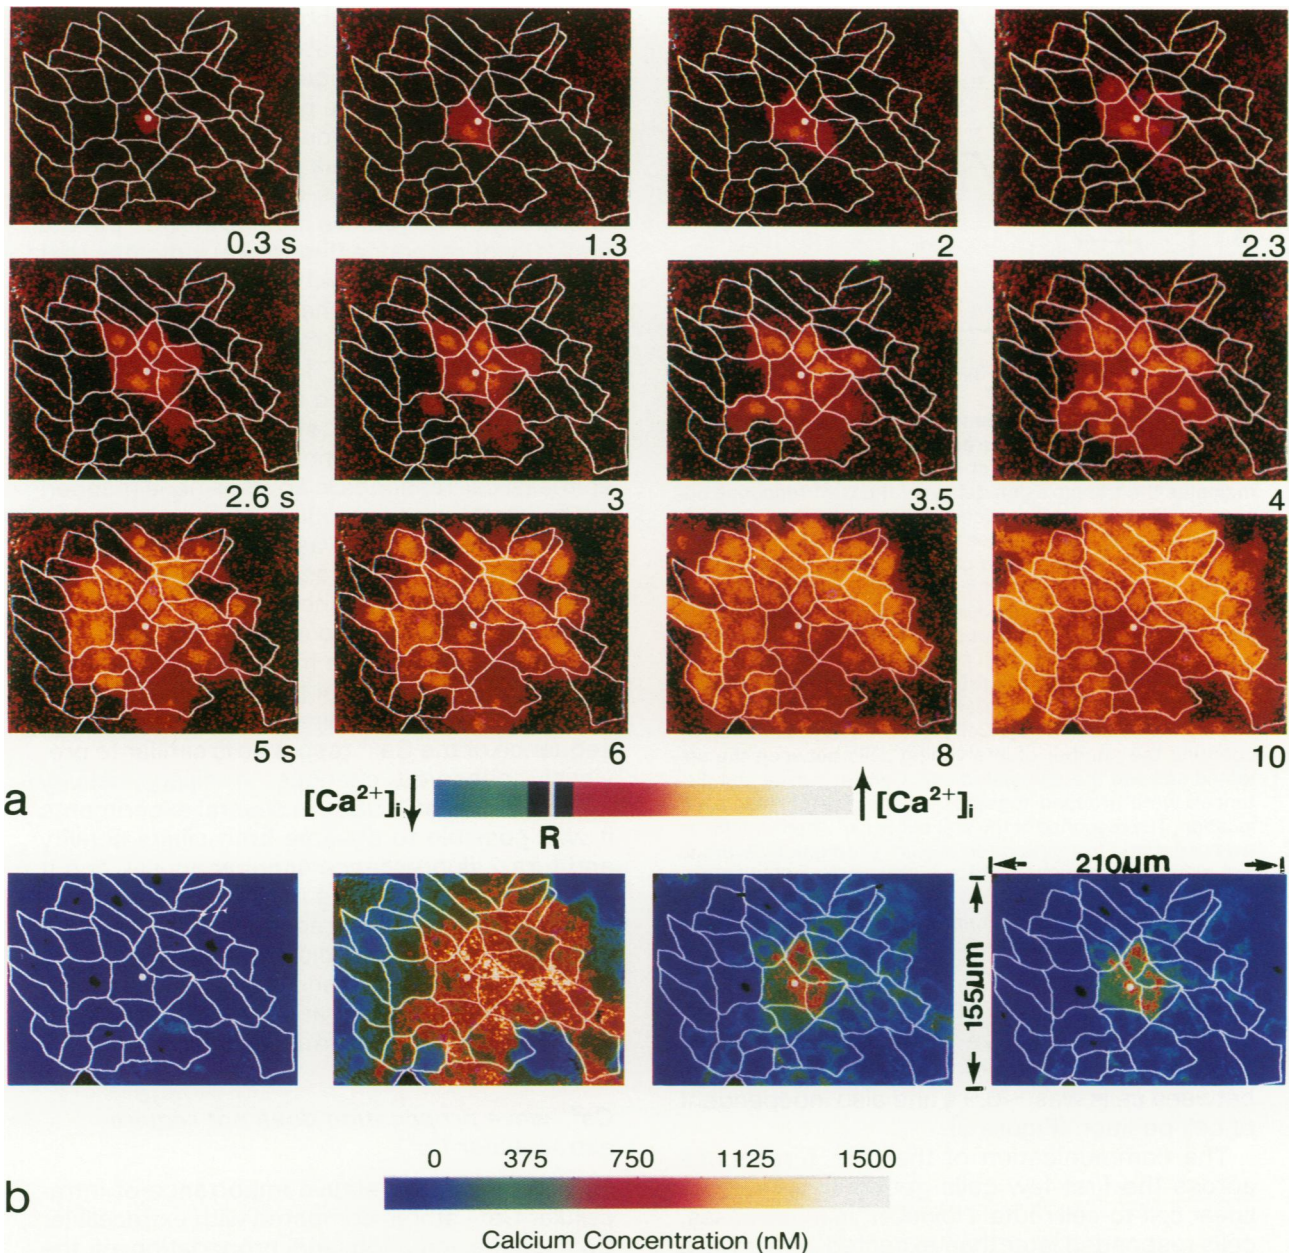 0.3 s 1.3 2 2.3
2.6 s 3 3.5 4
5 s 6 8 10
a [Ca²⁺]ᵢ [Ca²⁺]ᵢ
R
210μm
155μm
0 375 750 1125 1500
b
Calcium Concentration (nM)